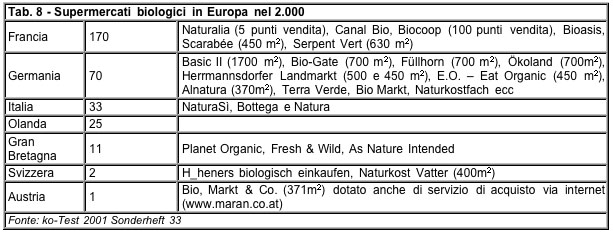 Tab. 8 - Supermercati biologici in Europa nel 2.000
Francia 170 Naturalia (5 punti vendita), Canal Bio, Biocoop (100 punti vendita), Bioasis,
Scarabée (450 m²), Serpent Vert (630 m²)
Germania 70 Basic II (1700 m²), Bio-Gate (700 m²), Füllhorn (700 m²), Ökoland (700m²),
Herrmannsdorfer Landmarkt (500 e 450 m²), E.O. – Eat Organic (450 m²),
Alnatura (370m²), Terra Verde, Bio Markt, Naturkostfach ecc
Italia 33 NaturaSì, Bottega e Natura
Olanda 25
Gran
Bretagna 11 Planet Organic, Fresh & Wild, As Nature Intended
Svizzera 2 H_heners biologisch einkaufen, Naturkost Vatter (400m²)
Austria 1 Bio, Markt & Co. (371m²) dotato anche di servizio di acquisto via internet
(www.maran.co.at)
Fonte: ko-Test 2001 Sonderheft 33